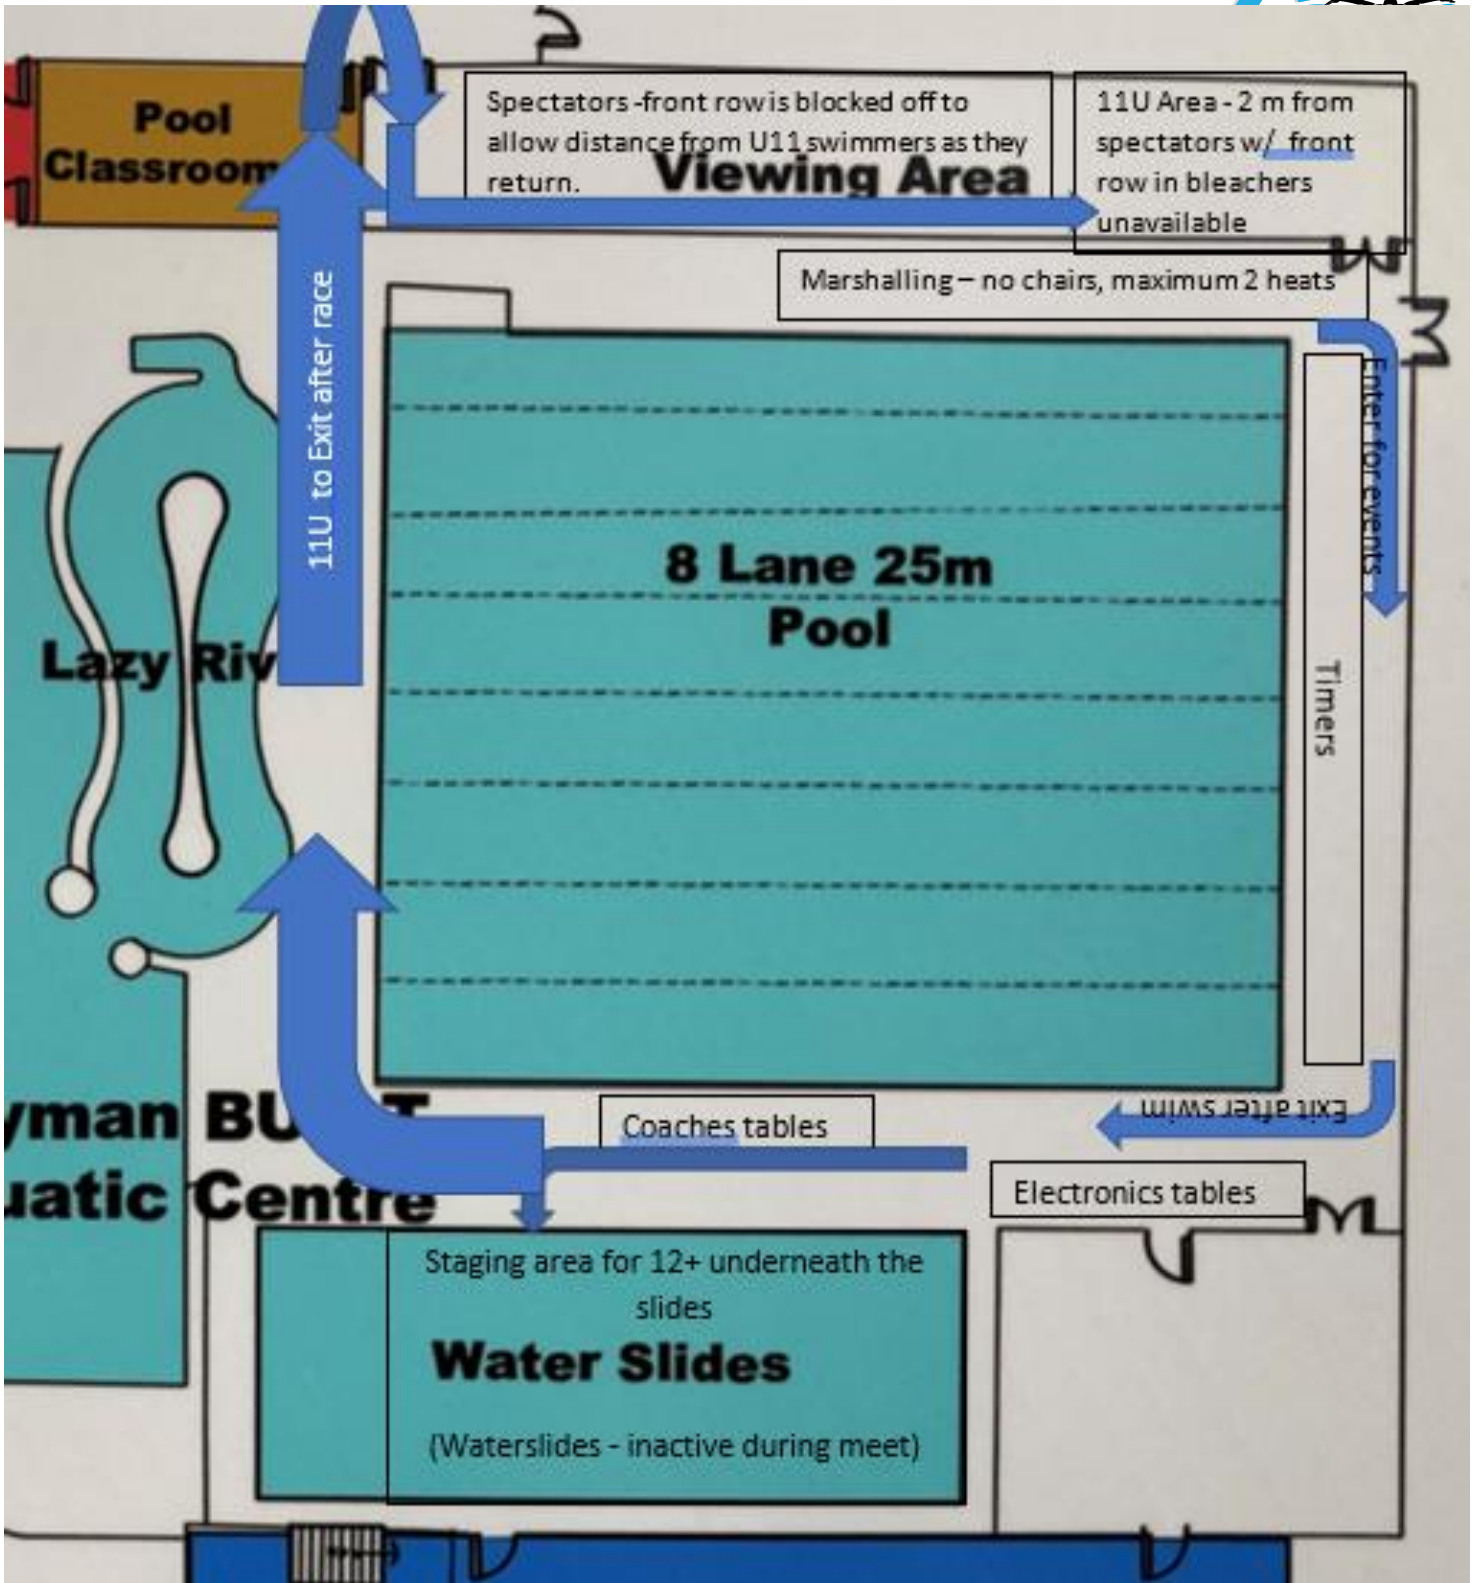 Pool
Classroom
Spectators -front row is blocked off to
allow distance from U11 swimmers as they
return.
Viewing Area
11U Area - 2 m from
spectators w/ front
row in bleachers
unavailable
Marshalling – no chairs, maximum 2 heats
11U to Exit after race
Enter for events
8 Lane 25m
Pool
Lazy Riv
Timers
Exit after swim
yman BU T
uatic Centre
Coaches tables
Electronics tables
Staging area for 12+ underneath the
slides
Water Slides
(Waterslides - inactive during meet)